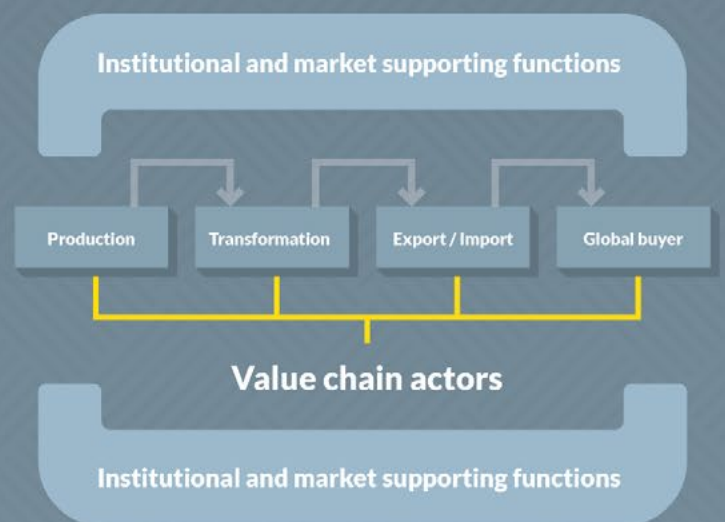 Institutional and market supporting functions
Production
Transformation
Export / Import
Global buyer
Value chain actors
Institutional and market supporting functions